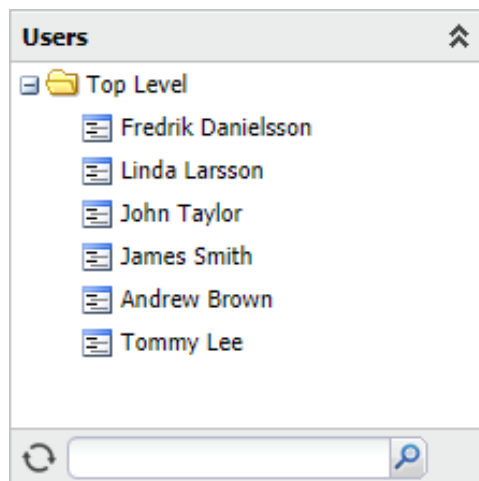 Users
Top Level
Fredrik Danielsson
Linda Larsson
John Taylor
James Smith
Andrew Brown
Tommy Lee